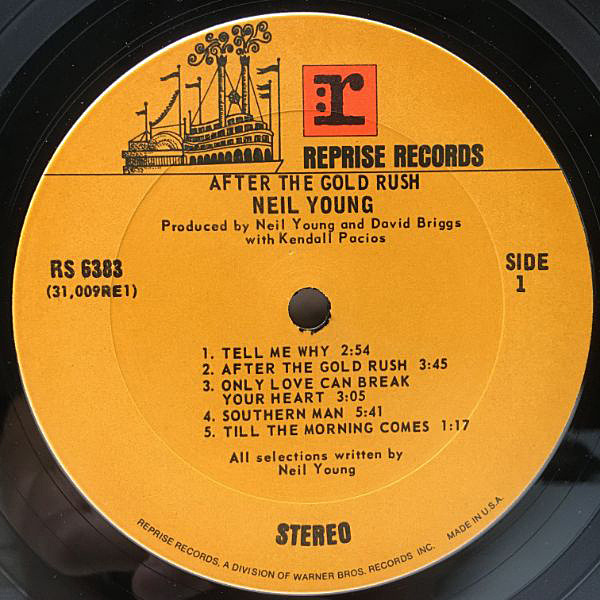 r
REPRISE RECORDS
AFTER THE GOLD RUSH
NEIL YOUNG
Produced by Neil Young and David Briggs
with Kendall Pacios
RS 6383
(31,009RE1)
SIDE
1
1. TELL ME WHY 2:54
2. AFTER THE GOLD RUSH 3:45
3. ONLY LOVE CAN BREAK
YOUR HEART 3:05
4. SOUTHERN MAN 5:41
5. TILL THE MORNING COMES 1:17
All selections written by
Neil Young
STEREO
REPRISE RECORDS, A DIVISION OF WARNER BROS. RECORDS INC. MADE IN U.S.A.